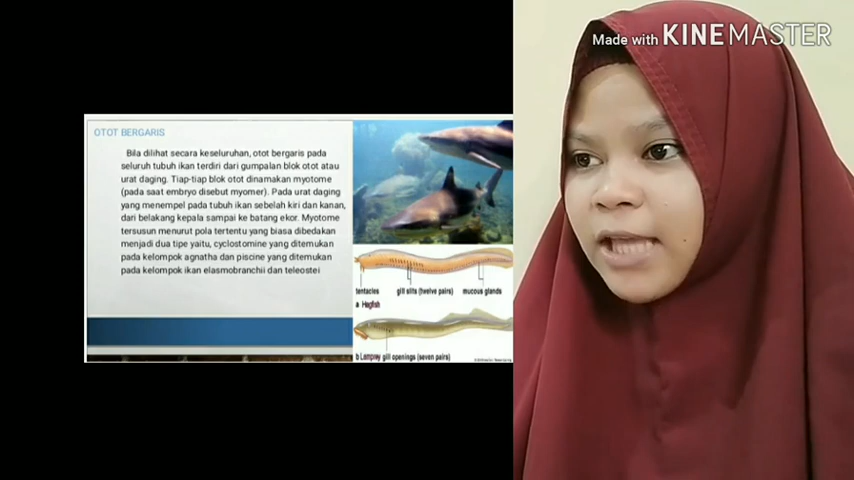 Made with KINEMASTER
OTOT BERGARIS
Bila dilihat secara keseluruhan, otot bergaris pada
seluruh tubuh ikan terdiri dari gumpalan blok otot atau
urat daging. Tiap-tiap blok otot dinamakan myotome
(pada saat embryo disebut myomer). Pada urat daging
yang menempel pada tubuh ikan sebelah kiri dan kanan,
dari belakang kepala sampai ke batang ekor. Myotome
tersusun menurut pola tertentu yang biasa dibedakan
menjadi dua tipe yaitu, cyclostomine yang ditemukan
pada kelompok agnatha dan piscine yang ditemukan
pada kelompok ikan elasmobranchii dan teleostei
tentacles gill slits (twelve pairs) mucous glands
a Hagfish
b Lamprey gill openings (seven pairs)